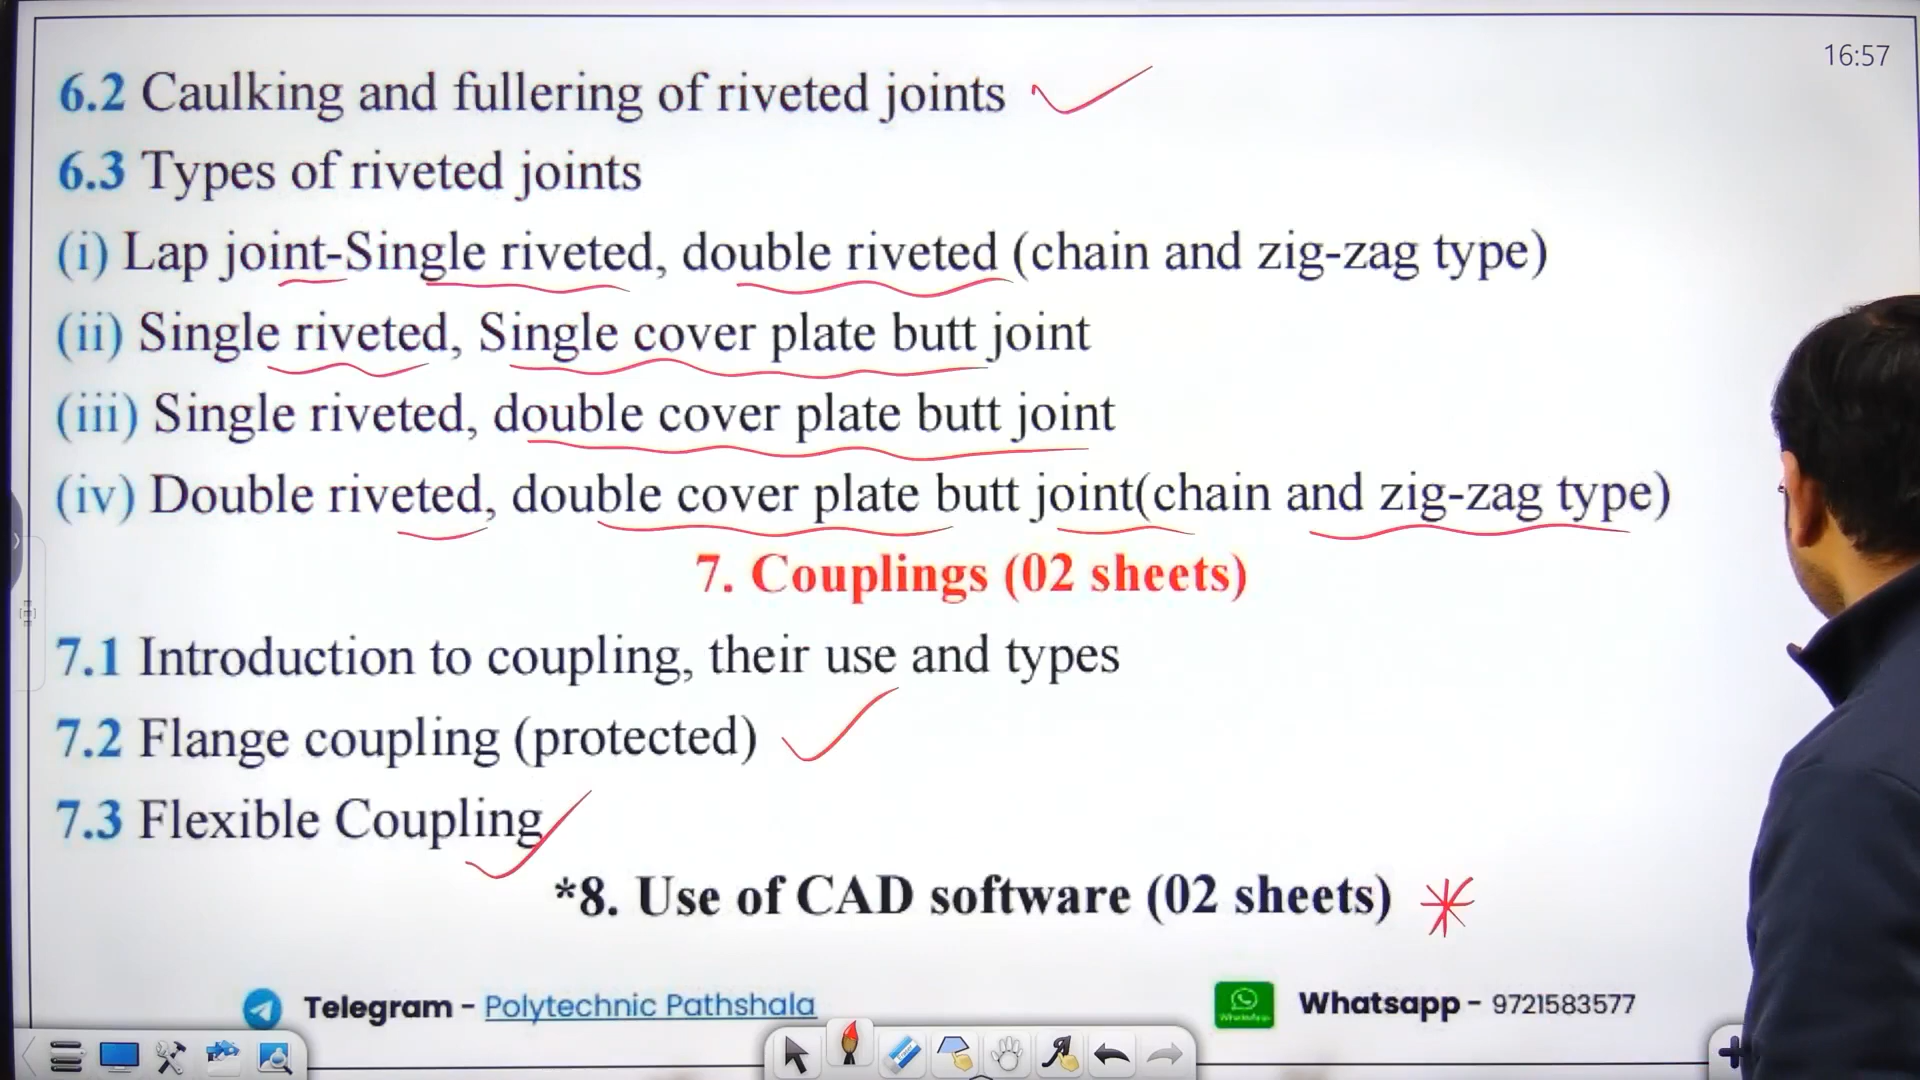 16:57
6.2 Caulking and fullering of riveted joints
6.3 Types of riveted joints
(i) Lap joint-Single riveted, double riveted (chain and zig-zag type)
(ii) Single riveted, Single cover plate butt joint
(iii) Single riveted, double cover plate butt joint
(iv) Double riveted, double cover plate butt joint(chain and zig-zag type)
7. Couplings (02 sheets)
7.1 Introduction to coupling, their use and types
7.2 Flange coupling (protected)
7.3 Flexible Coupling
*8. Use of CAD software (02 sheets)
Telegram - Polytechnic Pathshala
Whatsapp - 9721583577